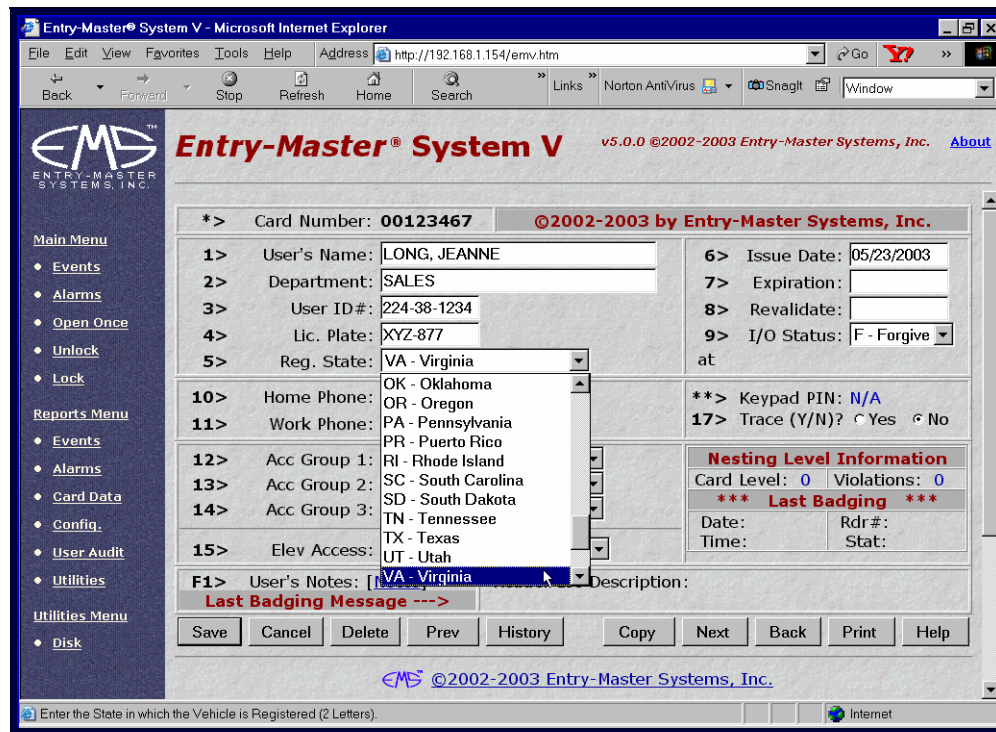 Entry-Master® System V - Microsoft Internet Explorer
File Edit View Favorites Tools Help Address http://192.168.1.154/emv.htm Go Y! »
Back Forward Stop Refresh Home Search » Links » Norton AntiVirus SnagIt Window
EMS™
ENTRY-MASTER
SYSTEMS, INC.
Entry-Master® System V v5.0.0 ©2002-2003 Entry-Master Systems, Inc. About
Main Menu
Events
Alarms
Open Once
Unlock
Lock
Reports Menu
Events
Alarms
Card Data
Config.
User Audit
Utilities
Utilities Menu
Disk
*> Card Number: 00123467 ©2002-2003 by Entry-Master Systems, Inc.
1> User's Name: LONG, JEANNE
2> Department: SALES
3> User ID#: 224-38-1234
4> Lic. Plate: XYZ-877
5> Reg. State: VA - Virginia
6> Issue Date: 05/23/2003
7> Expiration:
8> Revalidate:
9> I/O Status: F - Forgive
at
OK - Oklahoma
OR - Oregon
PA - Pennsylvania
PR - Puerto Rico
RI - Rhode Island
SC - South Carolina
SD - South Dakota
TN - Tennessee
TX - Texas
UT - Utah
VA - Virginia
10> Home Phone:
11> Work Phone:
**> Keypad PIN: N/A
17> Trace (Y/N)? Yes No
12> Acc Group 1:
13> Acc Group 2:
14> Acc Group 3:
15> Elev Access:
Nesting Level Information
Card Level: 0 Violations: 0
*** Last Badging ***
Date: Rdr#:
Time: Stat:
F1> User's Notes: [ Description:
Last Badging Message --->
Save Cancel Delete Prev History Copy Next Back Print Help
EMS™ ©2002-2003 Entry-Master Systems, Inc.
Enter the State in which the Vehicle is Registered (2 Letters). Internet